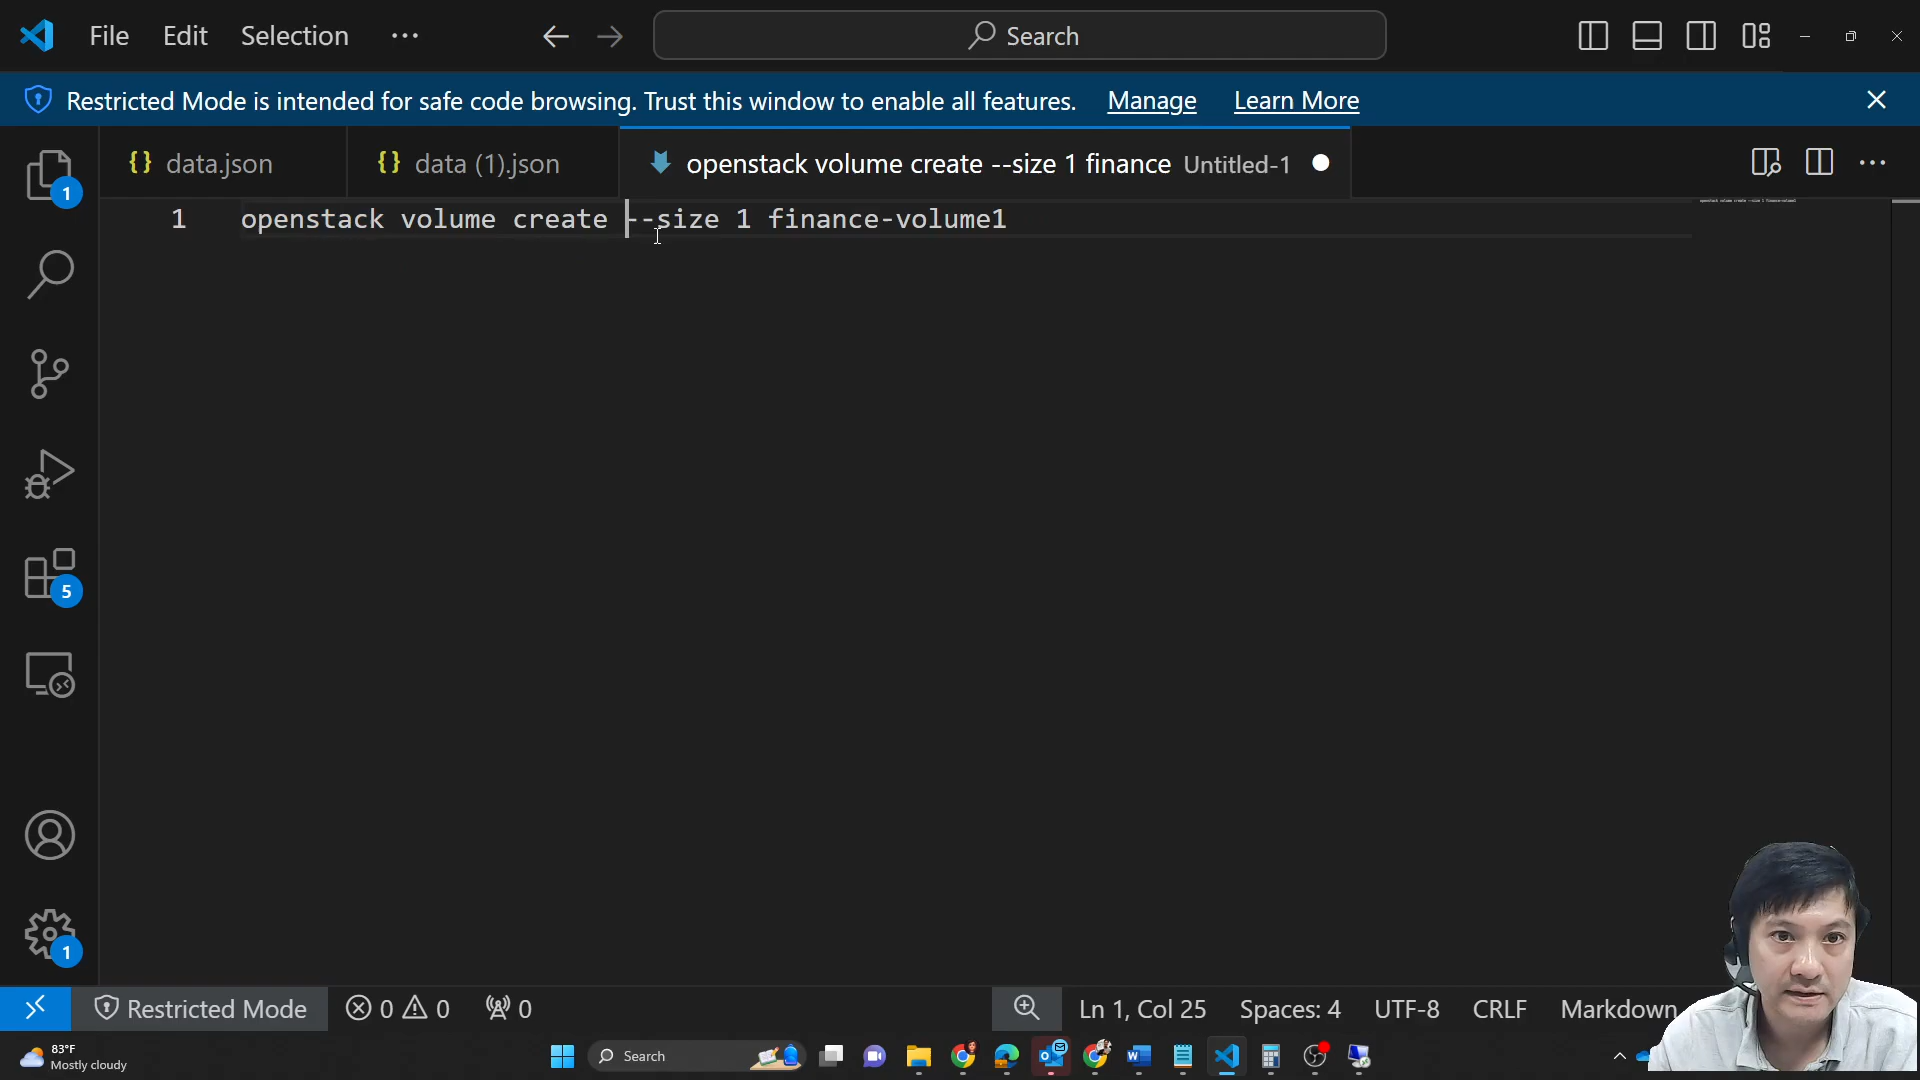 File Edit Selection ··· Search
Restricted Mode is intended for safe code browsing. Trust this window to enable all features. Manage Learn More
{} data.json {} data (1).json openstack volume create --size 1 finance Untitled-1
1 openstack volume create --size 1 finance-volume1
1
5
1
Restricted Mode 0 0 0 Ln 1, Col 25 Spaces: 4 UTF-8 CRLF Markdown
83°F
Mostly cloudy
Search